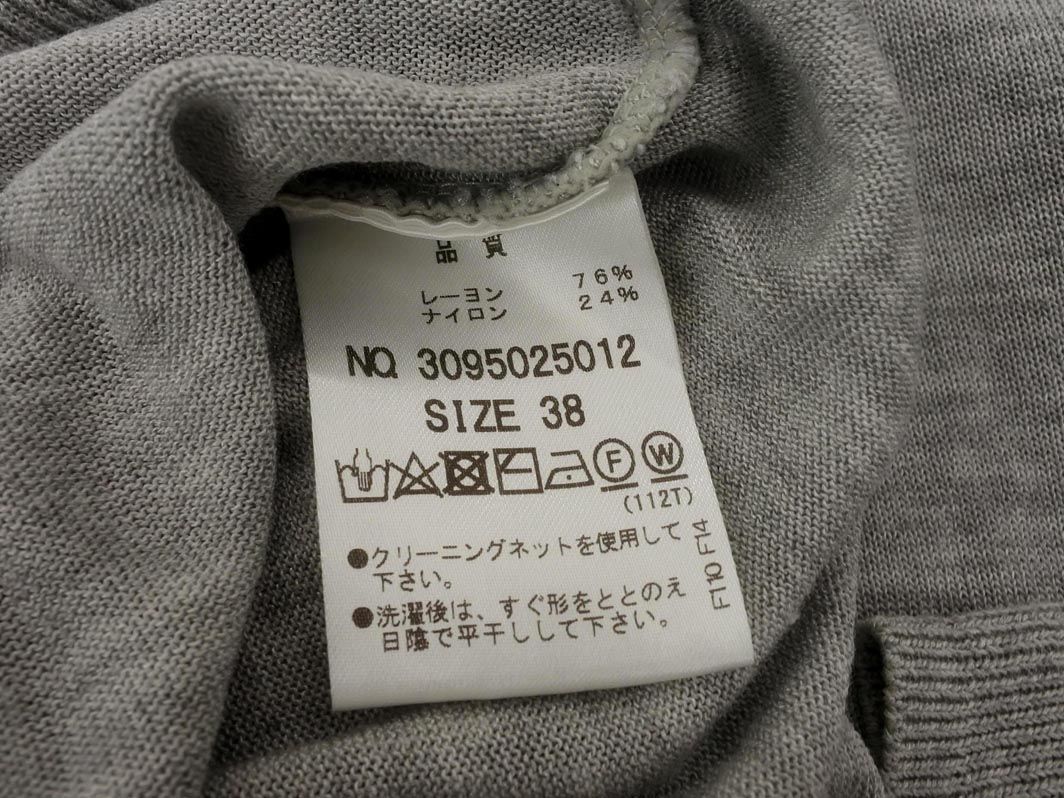 品質
レーヨン 76%
ナイロン 24%
NO. 3095025012
SIZE 38
F W
(112T)
●クリーニングネットを使用して
下さい。
●洗濯後は、すぐ形をととのえ
日陰で平干しして下さい。
F110 F14